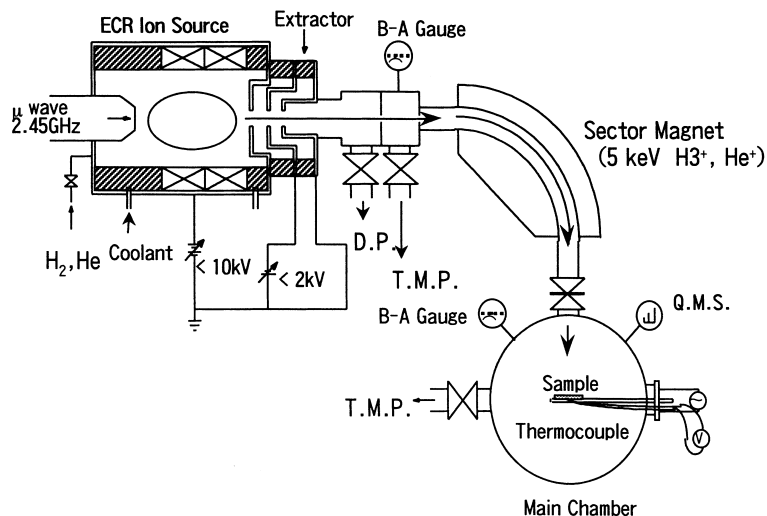 ECR Ion Source
Extractor
B-A Gauge
μ wave
2.45GHz
Sector Magnet
(5 keV H3⁺, He⁺)
H₂,He
Coolant
< 10kV
< 2kV
D.P.
T.M.P.
B-A Gauge
Q.M.S.
T.M.P.
Sample
Thermocouple
V
Main Chamber